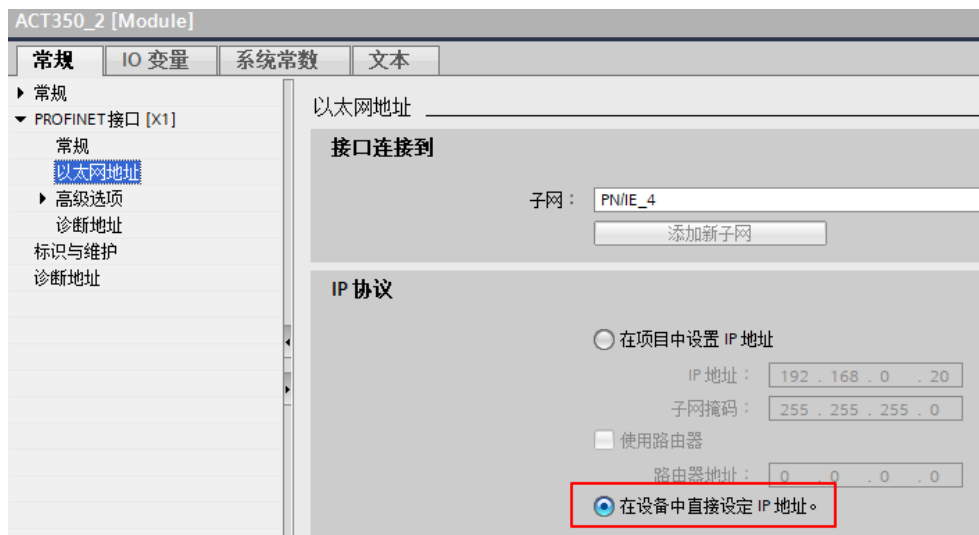 ACT350_2 [Module]
常规 IO 变量 系统常数 文本
常规
PROFINET接口 [X1]
常规
以太网地址
高级选项
诊断地址
标识与维护
诊断地址
以太网地址
接口连接到
子网： PN/IE_4
添加新子网
IP 协议
在项目中设置 IP 地址
IP 地址： 192 . 168 . 0 . 20
子网掩码： 255 . 255 . 255 . 0
使用路由器
路由器地址： 0 . 0 . 0 . 0
在设备中直接设定 IP 地址。